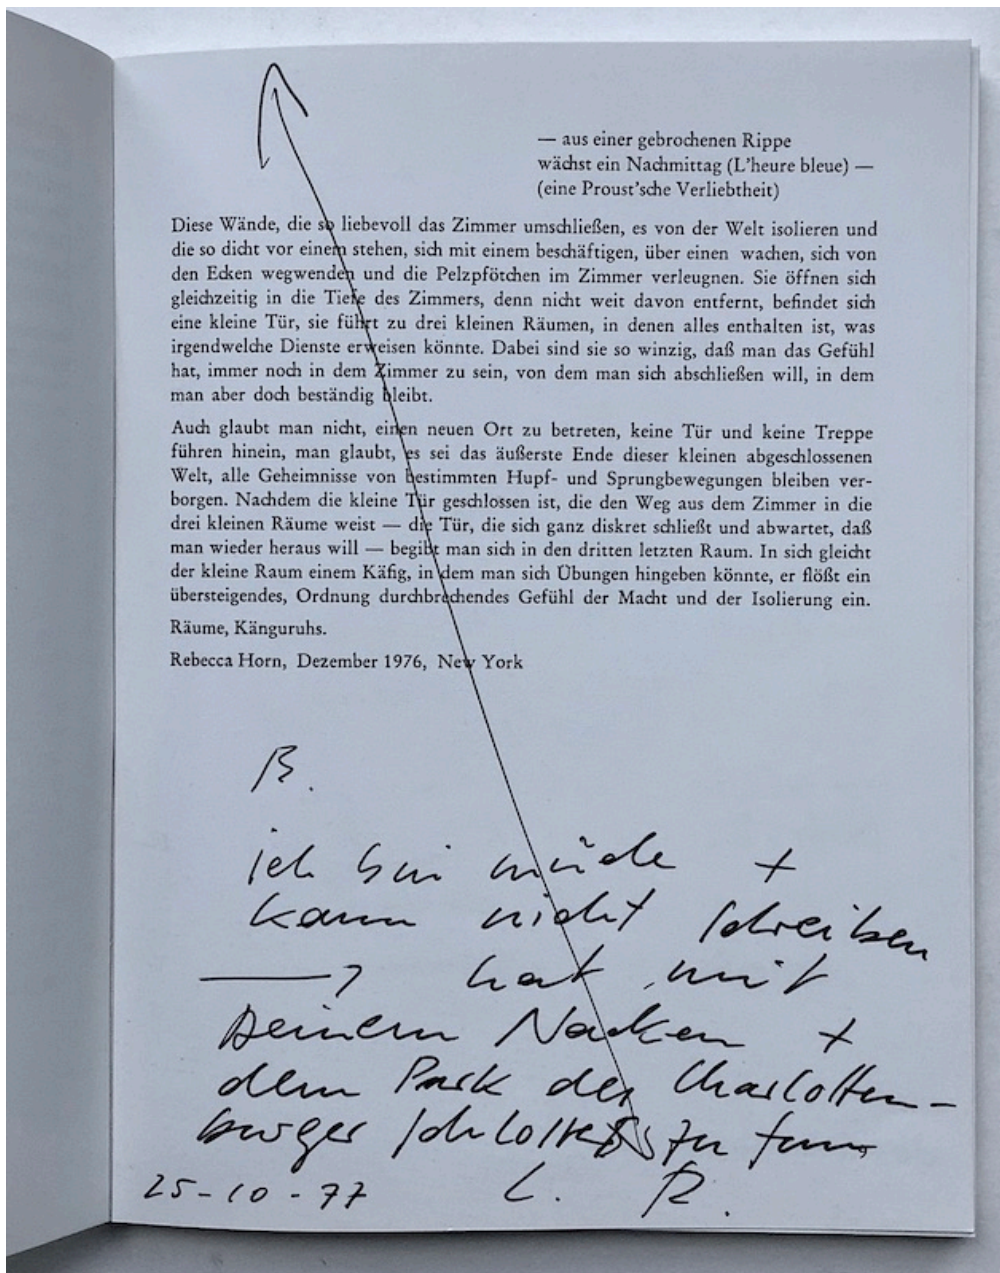 — aus einer gebrochenen Rippe
wächst ein Nachmittag (L'heure bleue) —
(eine Proust'sche Verliebtheit)
Diese Wände, die so liebevoll das Zimmer umschließen, es von der Welt isolieren und
die so dicht vor einem stehen, sich mit einem beschäftigen, über einen wachen, sich von
den Ecken wegwenden und die Pelzpfötchen im Zimmer verleugnen. Sie öffnen sich
gleichzeitig in die Tiefe des Zimmers, denn nicht weit davon entfernt, befindet sich
eine kleine Tür, sie führt zu drei kleinen Räumen, in denen alles enthalten ist, was
irgendwelche Dienste erweisen könnte. Dabei sind sie so winzig, daß man das Gefühl
hat, immer noch in dem Zimmer zu sein, von dem man sich abschließen will, in dem
man aber doch beständig bleibt.
Auch glaubt man nicht, einen neuen Ort zu betreten, keine Tür und keine Treppe
führen hinein, man glaubt, es sei das äußerste Ende dieser kleinen abgeschlossenen
Welt, alle Geheimnisse von bestimmten Hupf- und Sprungbewegungen bleiben ver-
borgen. Nachdem die kleine Tür geschlossen ist, die den Weg aus dem Zimmer in die
drei kleinen Räume weist — die Tür, die sich ganz diskret schließt und abwartet, daß
man wieder heraus will — begibt man sich in den dritten letzten Raum. In sich gleicht
der kleine Raum einem Käfig, in dem man sich Übungen hingeben könnte, er flößt ein
übersteigendes, Ordnung durchbrechendes Gefühl der Macht und der Isolierung ein.
Räume, Känguruhs.
Rebecca Horn, Dezember 1976, New York
B.
ich bin müde +
kann nicht schreiben
hat mit
Deinem Nacken +
dem Park des Charlotten-
burger Schlosses zu tun
25-10-77 L. R.